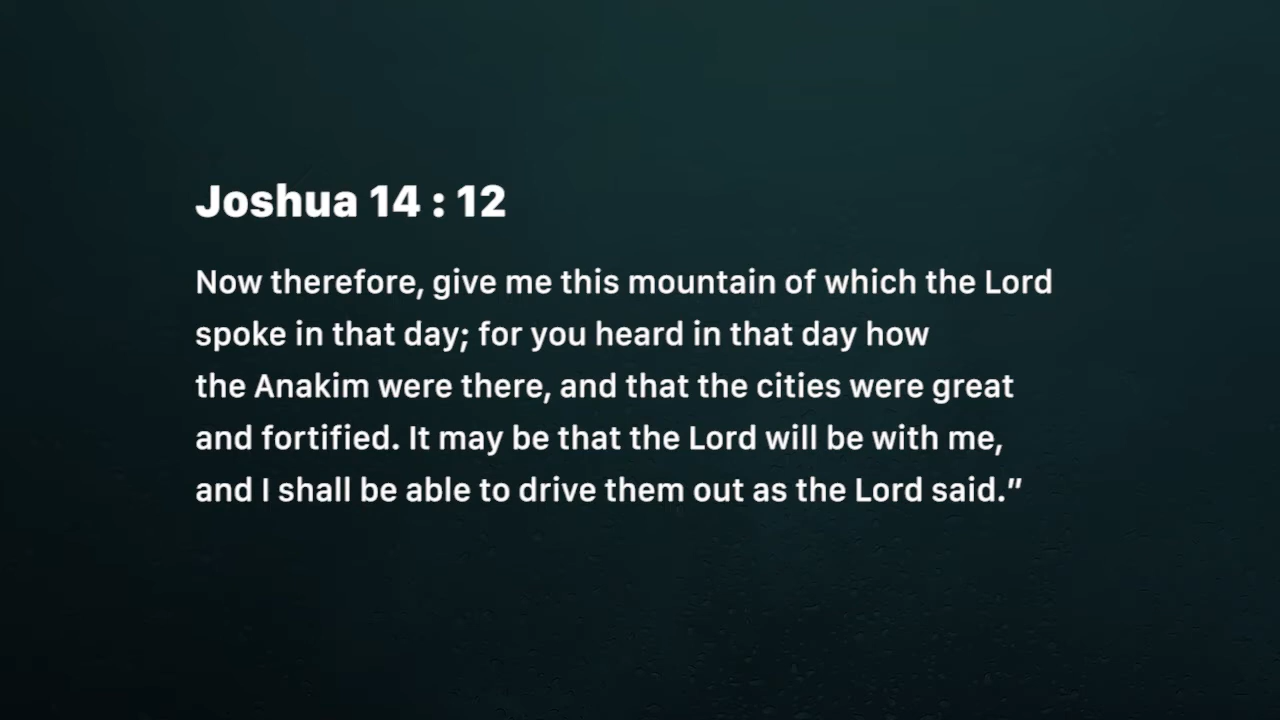 Joshua 14 : 12
Now therefore, give me this mountain of which the Lord
spoke in that day; for you heard in that day how
the Anakim were there, and that the cities were great
and fortified. It may be that the Lord will be with me,
and I shall be able to drive them out as the Lord said.”